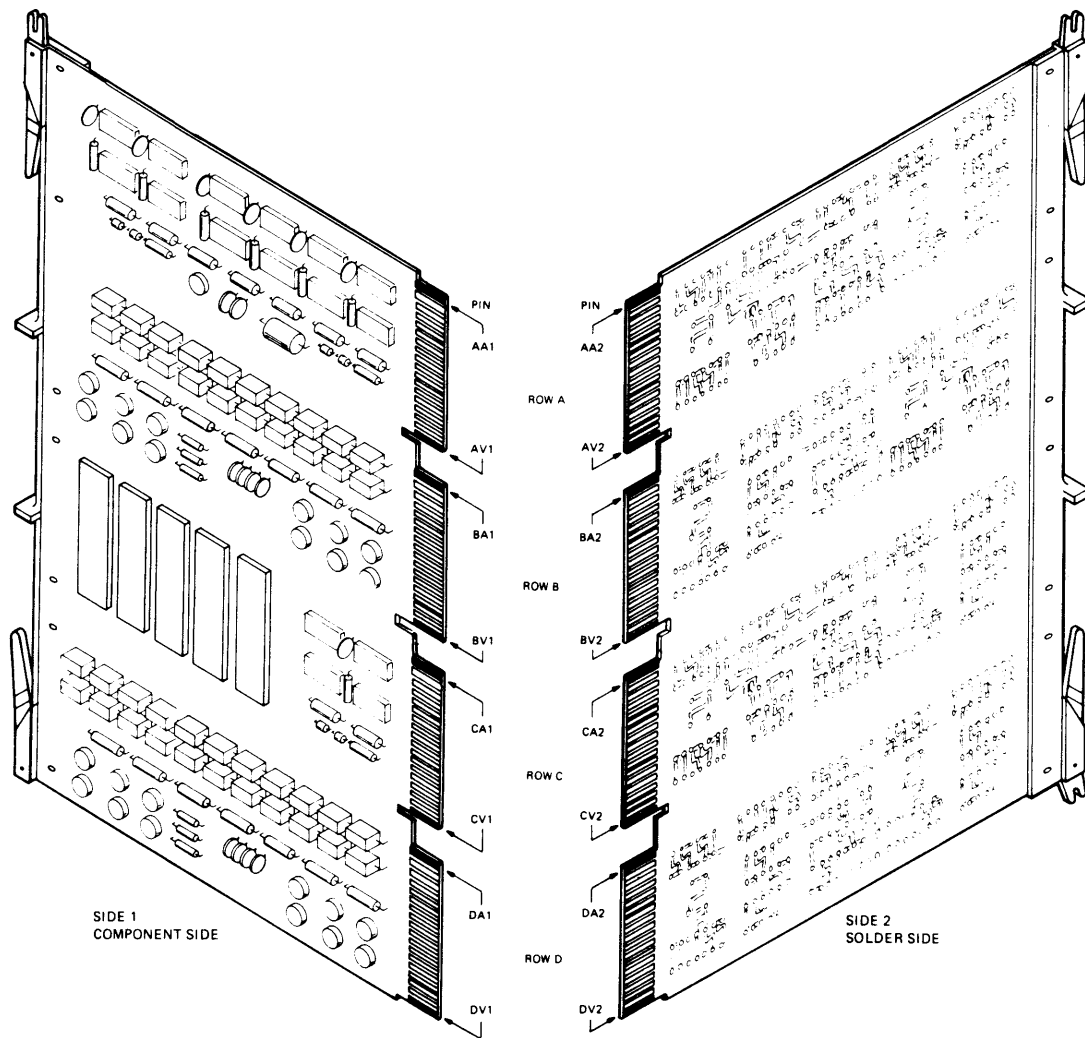 PIN
AA1
PIN
AA2
ROW A
AV1
AV2
BA1
BA2
ROW B
BV1
BV2
CA1
CA2
ROW C
CV1
CV2
DA1
DA2
SIDE 1
COMPONENT SIDE
SIDE 2
SOLDER SIDE
ROW D
DV1
DV2